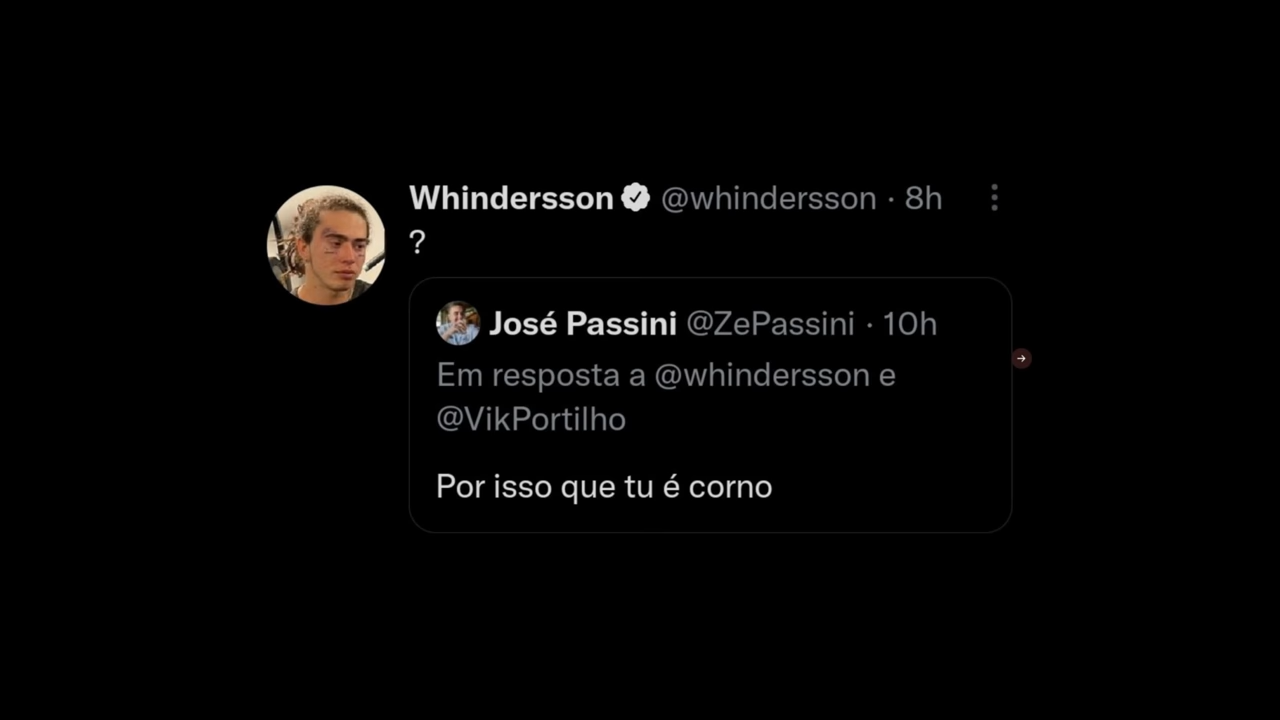 Whindersson @whindersson · 8h
?
José Passini @ZePassini · 10h
Em resposta a @whindersson e
@VikPortilho
Por isso que tu é corno